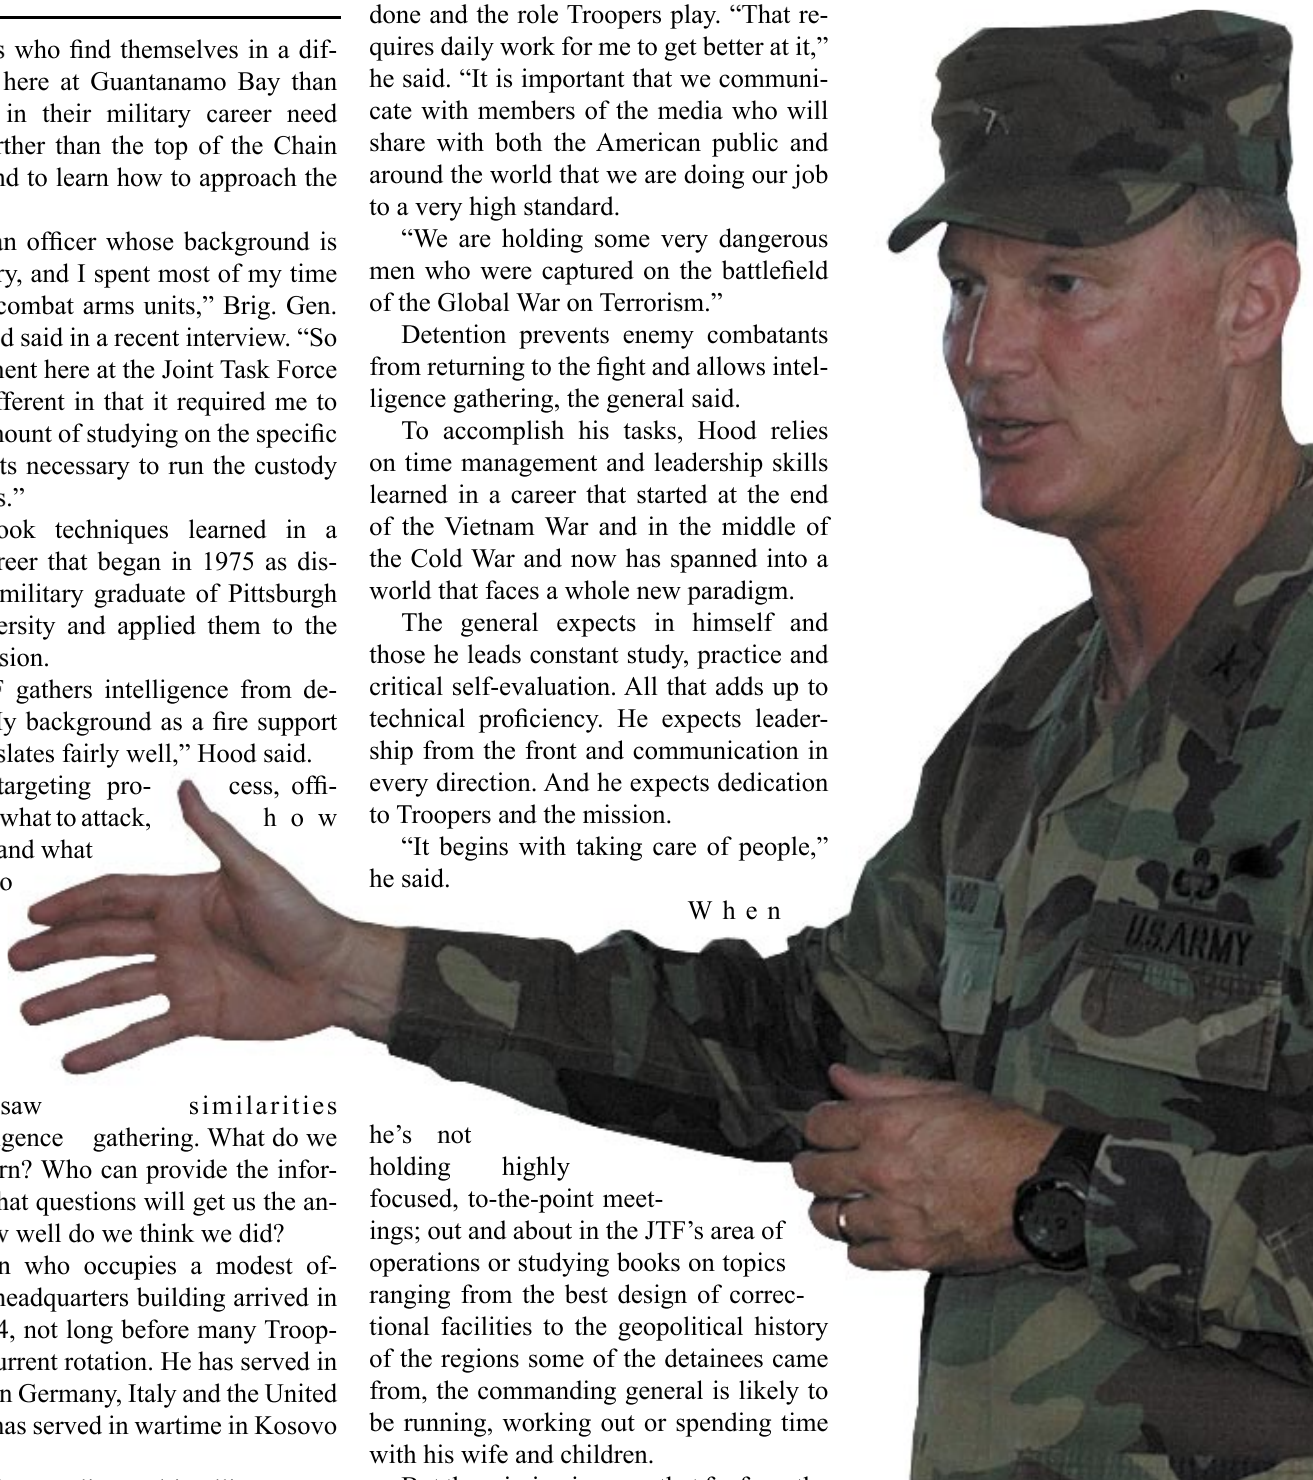 s who find themselves in a dif-
here at Guantanamo Bay than
in their military career need
rther than the top of the Chain
nd to learn how to approach the
an officer whose background is
ry, and I spent most of my time
combat arms units,” Brig. Gen.
d said in a recent interview. “So
nent here at the Joint Task Force
fferent in that it required me to
nount of studying on the specific
ts necessary to run the custody
s.”
ook techniques learned in a
reer that began in 1975 as dis-
military graduate of Pittsburgh
ersity and applied them to the
sion.
F gathers intelligence from de-
ly background as a fire support
slates fairly well,” Hood said.
targeting pro- cess, offi-
what to attack, h o w
and what
o
saw similarities
igence gathering. What do we
rn? Who can provide the infor-
hat questions will get us the an-
w well do we think we did?
n who occupies a modest of-
headquarters building arrived in
4, not long before many Troop-
urrent rotation. He has served in
n Germany, Italy and the United
has served in wartime in Kosovo
done and the role Troopers play. “That re-
quires daily work for me to get better at it,”
he said. “It is important that we communi-
cate with members of the media who will
share with both the American public and
around the world that we are doing our job
to a very high standard.
“We are holding some very dangerous
men who were captured on the battlefield
of the Global War on Terrorism.”
Detention prevents enemy combatants
from returning to the fight and allows intel-
ligence gathering, the general said.
To accomplish his tasks, Hood relies
on time management and leadership skills
learned in a career that started at the end
of the Vietnam War and in the middle of
the Cold War and now has spanned into a
world that faces a whole new paradigm.
The general expects in himself and
those he leads constant study, practice and
critical self-evaluation. All that adds up to
technical proficiency. He expects leader-
ship from the front and communication in
every direction. And he expects dedication
to Troopers and the mission.
“It begins with taking care of people,”
he said.
W h e n
he’s not
holding highly
focused, to-the-point meet-
ings; out and about in the JTF’s area of
operations or studying books on topics
ranging from the best design of correc-
tional facilities to the geopolitical history
of the regions some of the detainees came
from, the commanding general is likely to
be running, working out or spending time
with his wife and children.
U.S. ARMY